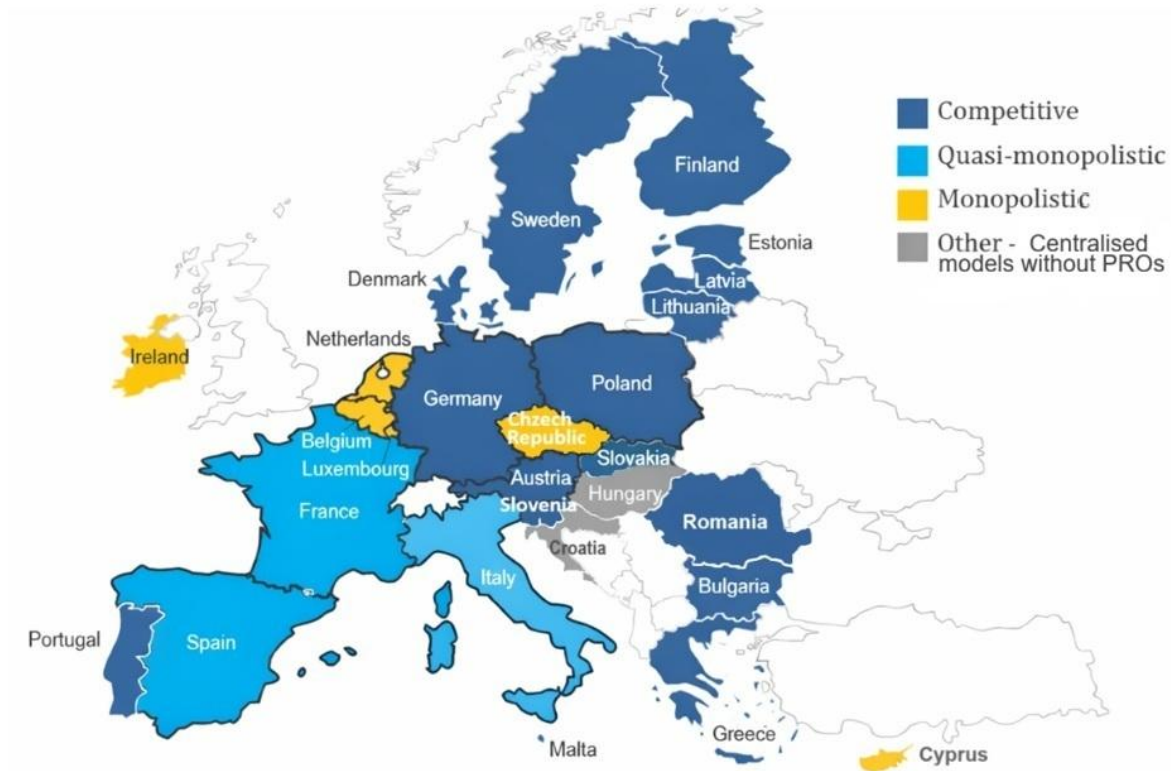 Competitive
Quasi-monopolistic
Monopolistic
Other - Centralised
models without PROs
Finland
Sweden
Estonia
Denmark
Latvia
Lithuania
Netherlands
Ireland
Poland
Germany
Chzech
Republic
Belgium
Slovakia
Luxembourg
Austria
Hungary
Slovenia
France
Romania
Croatia
Italy
Bulgaria
Portugal
Spain
Greece
Malta
Cyprus